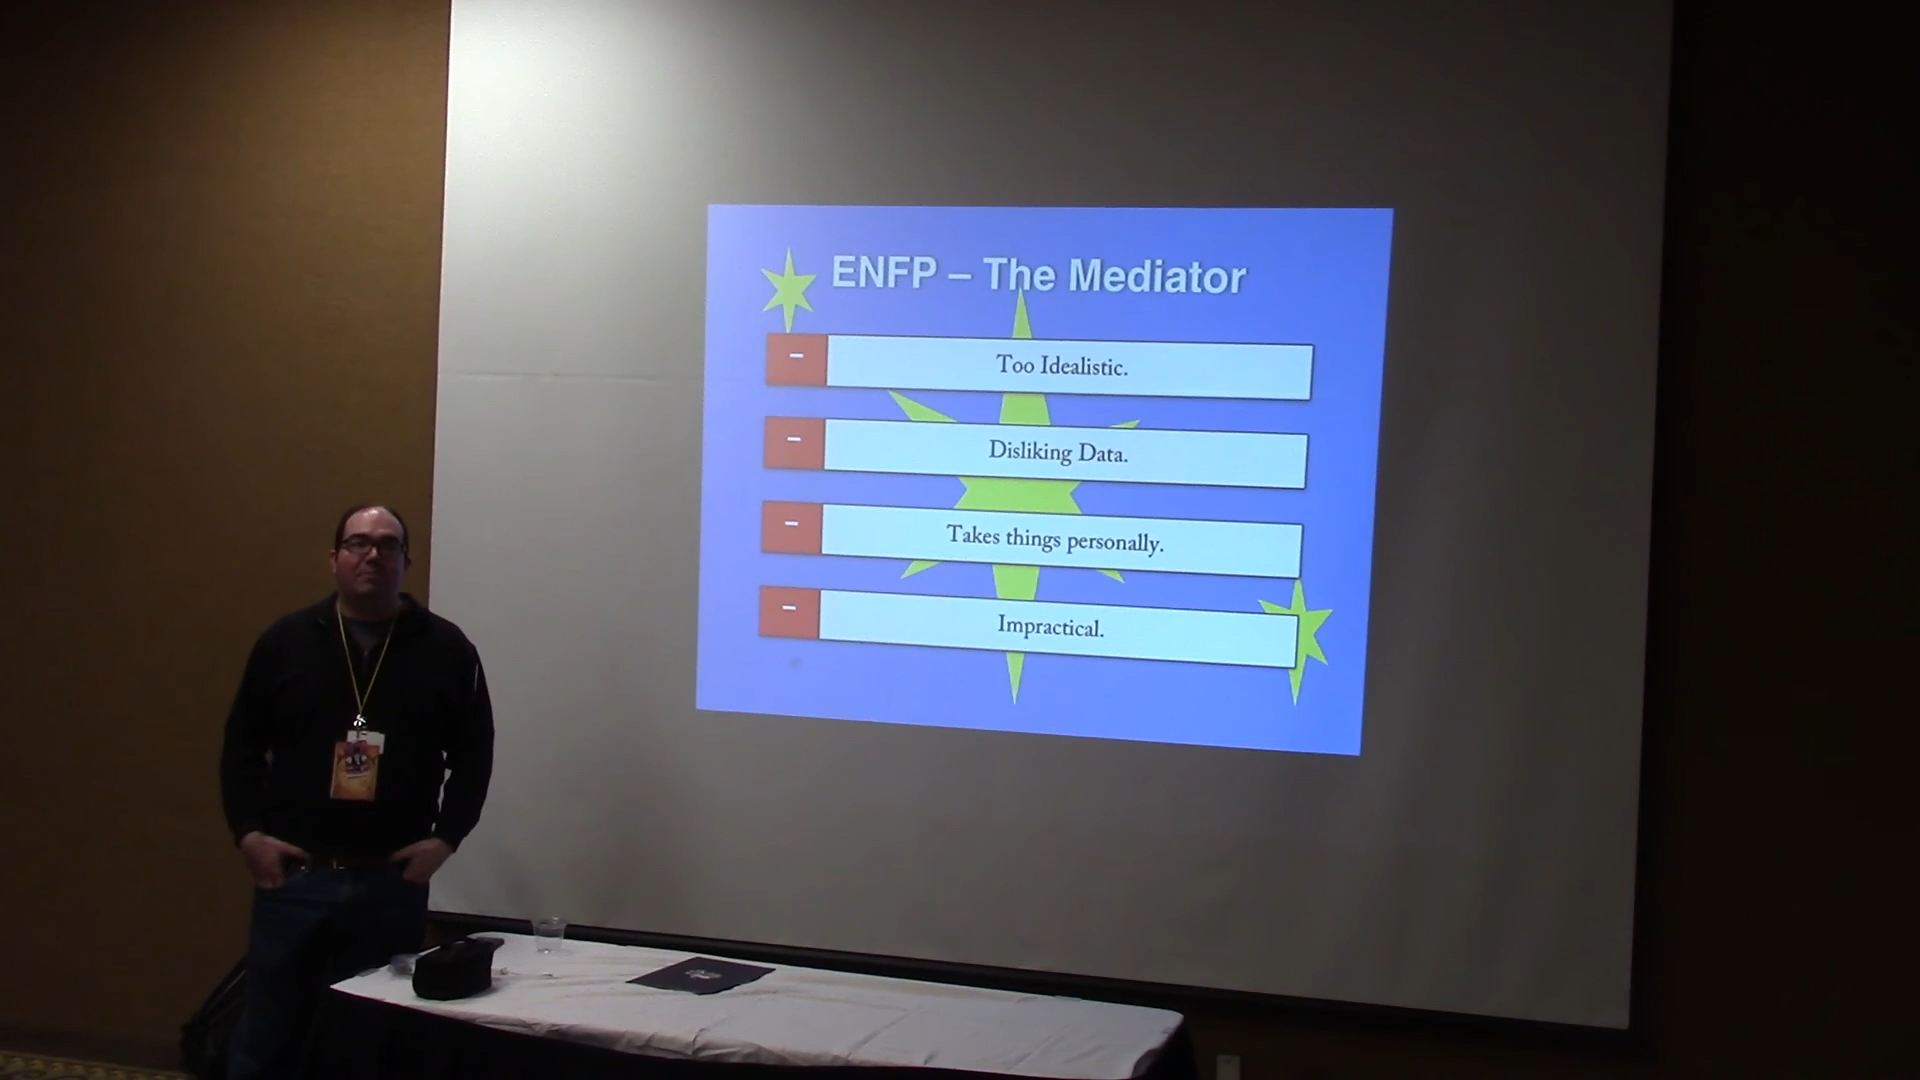 ENFP – The Mediator
– Too Idealistic.
– Disliking Data.
– Takes things personally.
– Impractical.